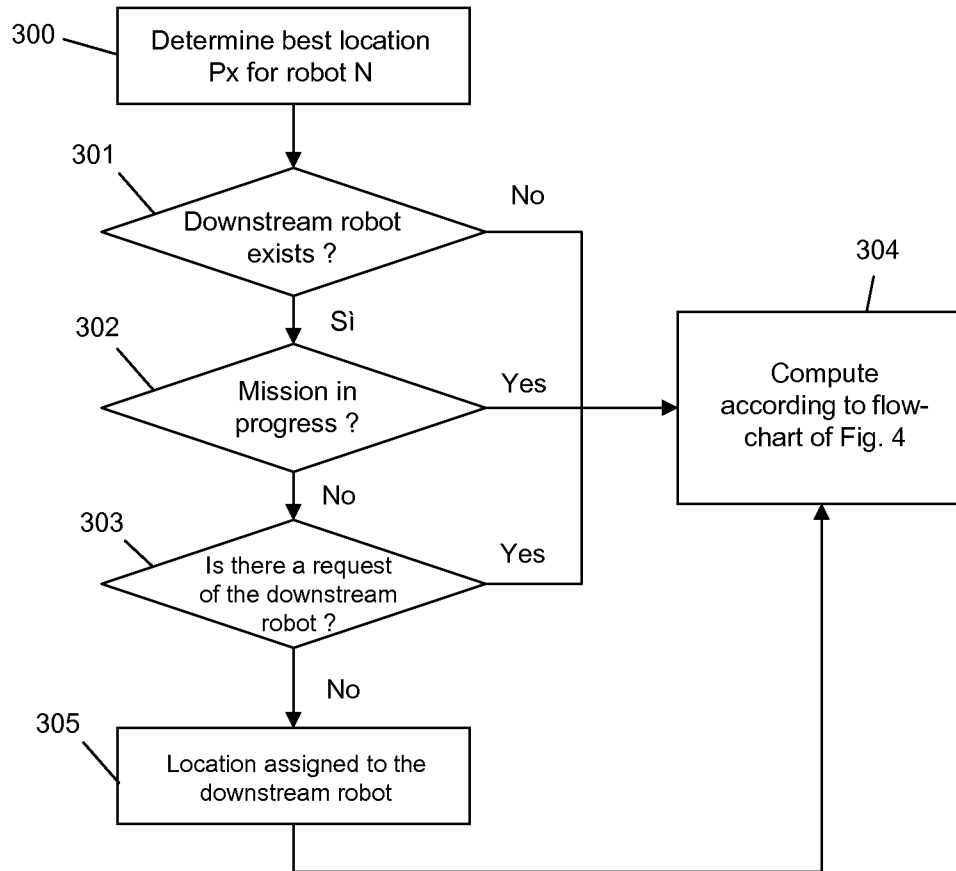 300
Determine best location
Px for robot N
301
Downstream robot
exists ?
No
Sì
302
Mission in
progress ?
Yes
304
Compute
according to flow-
chart of Fig. 4
No
303
Is there a request
of the downstream
robot ?
Yes
No
305
Location assigned to the
downstream robot